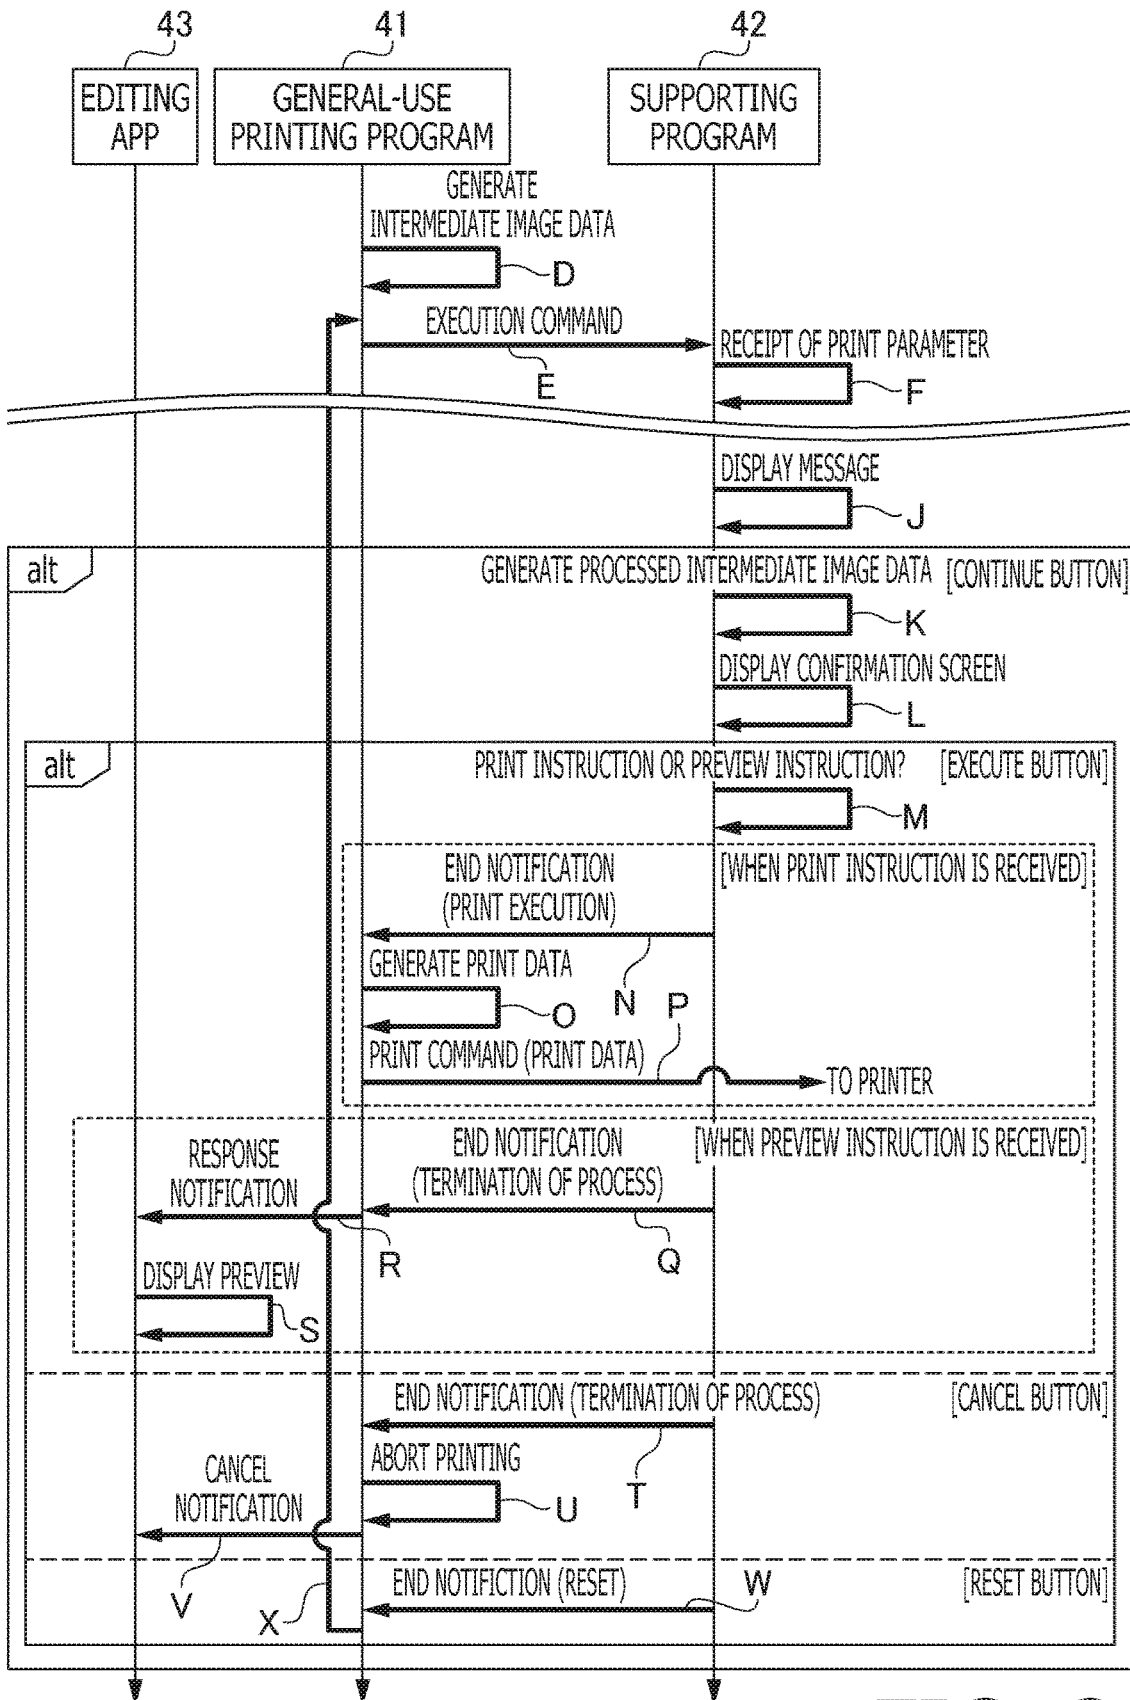 43
41
42
EDITING
APP
GENERAL-USE
PRINTING PROGRAM
SUPPORTING
PROGRAM
GENERATE
INTERMEDIATE IMAGE DATA
D
EXECUTION COMMAND
E
RECEIPT OF PRINT PARAMETER
F
DISPLAY MESSAGE
J
alt
GENERATE PROCESSED INTERMEDIATE IMAGE DATA [CONTINUE BUTTON]
K
DISPLAY CONFIRMATION SCREEN
L
alt
PRINT INSTRUCTION OR PREVIEW INSTRUCTION? [EXECUTE BUTTON]
M
END NOTIFICATION
(PRINT EXECUTION)
[WHEN PRINT INSTRUCTION IS RECEIVED]
N
GENERATE PRINT DATA
O
P
PRINT COMMAND (PRINT DATA)
TO PRINTER
END NOTIFICATION
(TERMINATION OF PROCESS)
[WHEN PREVIEW INSTRUCTION IS RECEIVED]
RESPONSE
NOTIFICATION
R
Q
DISPLAY PREVIEW
S
END NOTIFICATION (TERMINATION OF PROCESS)
[CANCEL BUTTON]
T
ABORT PRINTING
U
CANCEL
NOTIFICATION
V
X
END NOTIFICTION (RESET)
W
[RESET BUTTON]